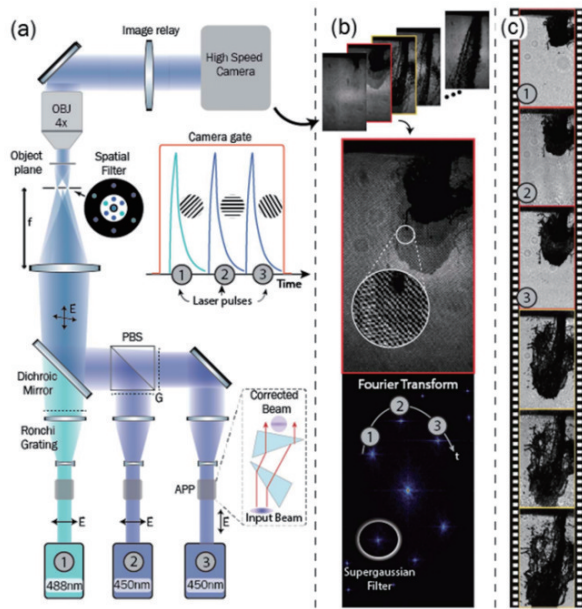 (a)
Image relay
High Speed
Camera
OBJ
4x
Object
plane
Spatial
Filter
f
Camera gate
1
2
3
Time
Laser pulses
E
PBS
G
Dichroic
Mirror
Ronchi
Grating
Corrected
Beam
APP
Input Beam
E
E
E
1
488nm
2
450nm
3
450nm
(b)
Fourier Transform
1
2
3
t
Supergaussian
Filter
(c)
1
2
3